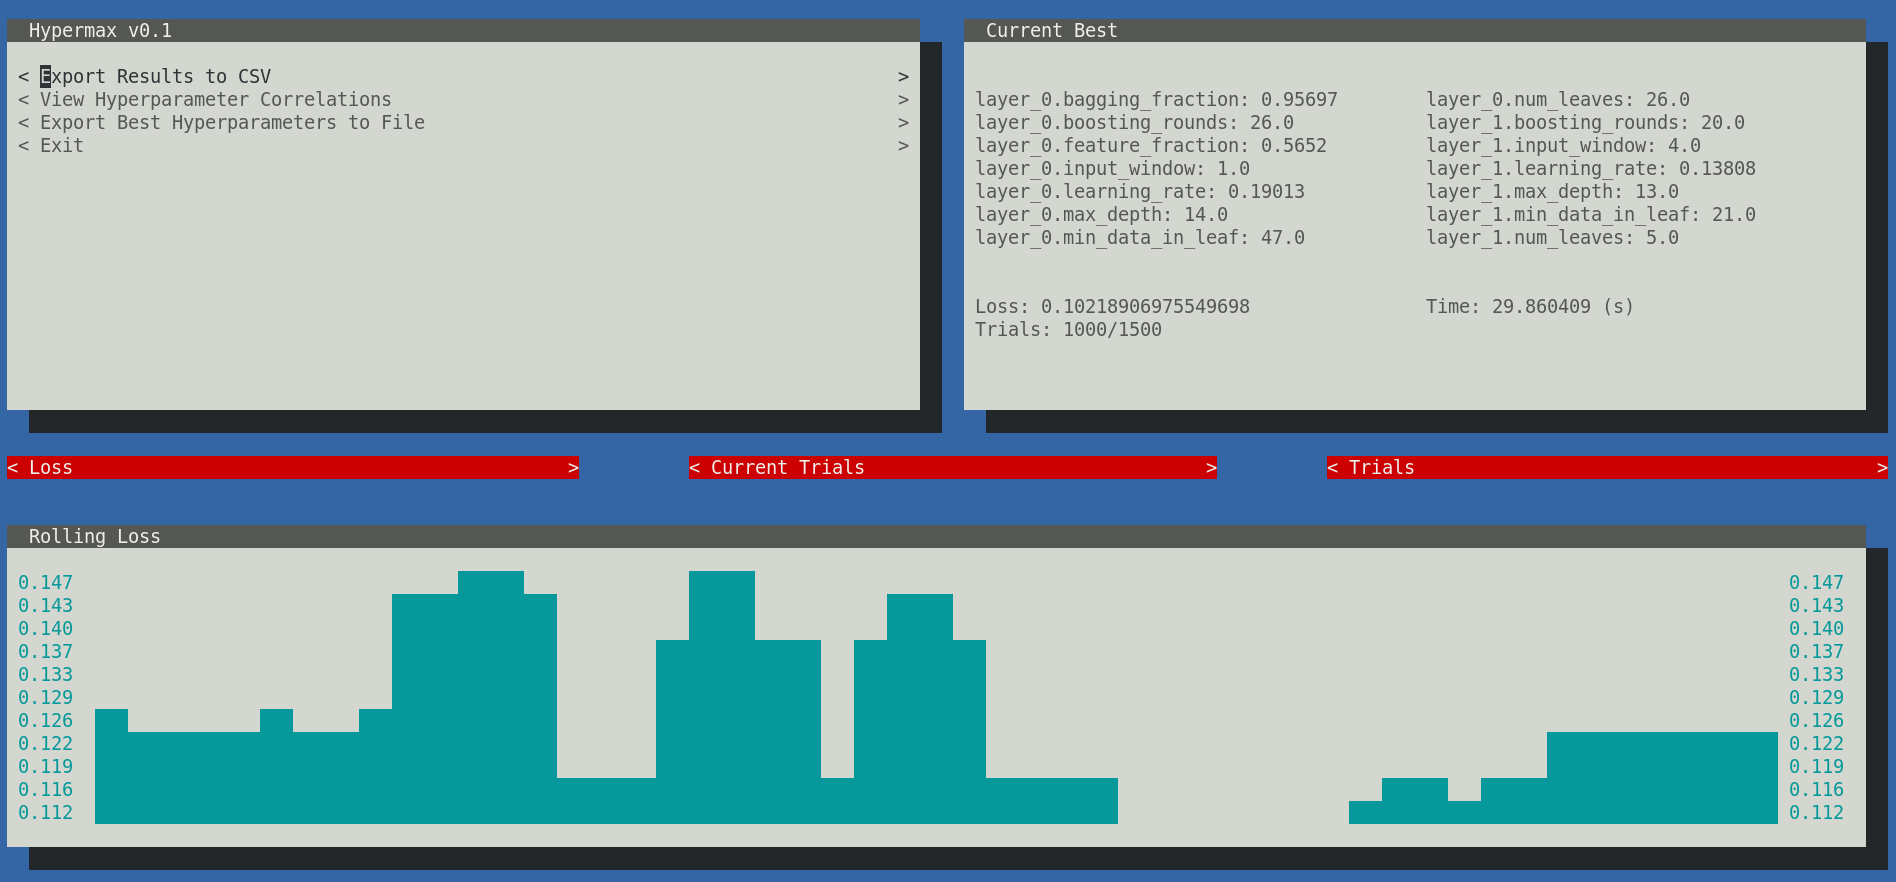 Hypermax v0.1
< Export Results to CSV >
< View Hyperparameter Correlations >
< Export Best Hyperparameters to File >
< Exit >
Current Best
layer_0.bagging_fraction: 0.95697 layer_0.num_leaves: 26.0
layer_0.boosting_rounds: 26.0 layer_1.boosting_rounds: 20.0
layer_0.feature_fraction: 0.5652 layer_1.input_window: 4.0
layer_0.input_window: 1.0 layer_1.learning_rate: 0.13808
layer_0.learning_rate: 0.19013 layer_1.max_depth: 13.0
layer_0.max_depth: 14.0 layer_1.min_data_in_leaf: 21.0
layer_0.min_data_in_leaf: 47.0 layer_1.num_leaves: 5.0
Loss: 0.10218906975549698 Time: 29.860409 (s)
Trials: 1000/1500
< Loss > < Current Trials > < Trials >
Rolling Loss
0.147 0.147
0.143 0.143
0.140 0.140
0.137 0.137
0.133 0.133
0.129 0.129
0.126 0.126
0.122 0.122
0.119 0.119
0.116 0.116
0.112 0.112